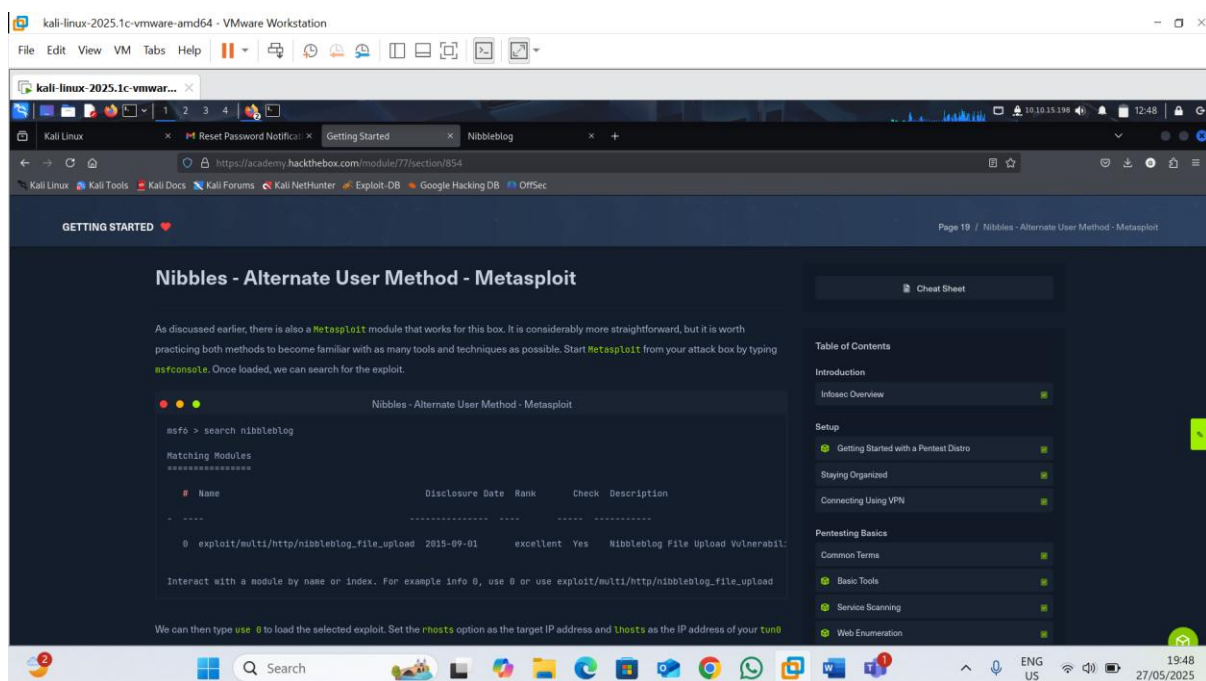 kali-linux-2025.1c-vmware-amd64 - VMware Workstation
File Edit View VM Tabs Help
kali-linux-2025.1c-vmwar...
1 2 3 4
10.10.15.198 12:48
Kali Linux Reset Password Notificat Getting Started Nibbleblog
https://academy.hackthebox.com/module/77/section/854
Kali Linux Kali Tools Kali Docs Kali Forums Kali NetHunter Exploit-DB Google Hacking DB OffSec
GETTING STARTED
Page 19 / Nibbles - Alternate User Method - Metasploit
Nibbles - Alternate User Method - Metasploit
As discussed earlier, there is also a Metasploit module that works for this box. It is considerably more straightforward, but it is worth
practicing both methods to become familiar with as many tools and techniques as possible. Start Metasploit from your attack box by typing
msfconsole. Once loaded, we can search for the exploit.
Nibbles - Alternate User Method - Metasploit
msf6 > search nibbleblog
Matching Modules
================
# Name Disclosure Date Rank Check Description
- ---- --------------- ---- ----- -----------
0 exploit/multi/http/nibbleblog_file_upload 2015-09-01 excellent Yes Nibbleblog File Upload Vulnerabil
Interact with a module by name or index. For example info 0, use 0 or use exploit/multi/http/nibbleblog_file_upload
We can then type use 0 to load the selected exploit. Set the rhosts option as the target IP address and lhosts as the IP address of your tun0
Cheat Sheet
Table of Contents
Introduction
Infosec Overview
Setup
Getting Started with a Pentest Distro
Staying Organized
Connecting Using VPN
Pentesting Basics
Common Terms
Basic Tools
Service Scanning
Web Enumeration
2
Search
ENG
US
19:48
27/05/2025